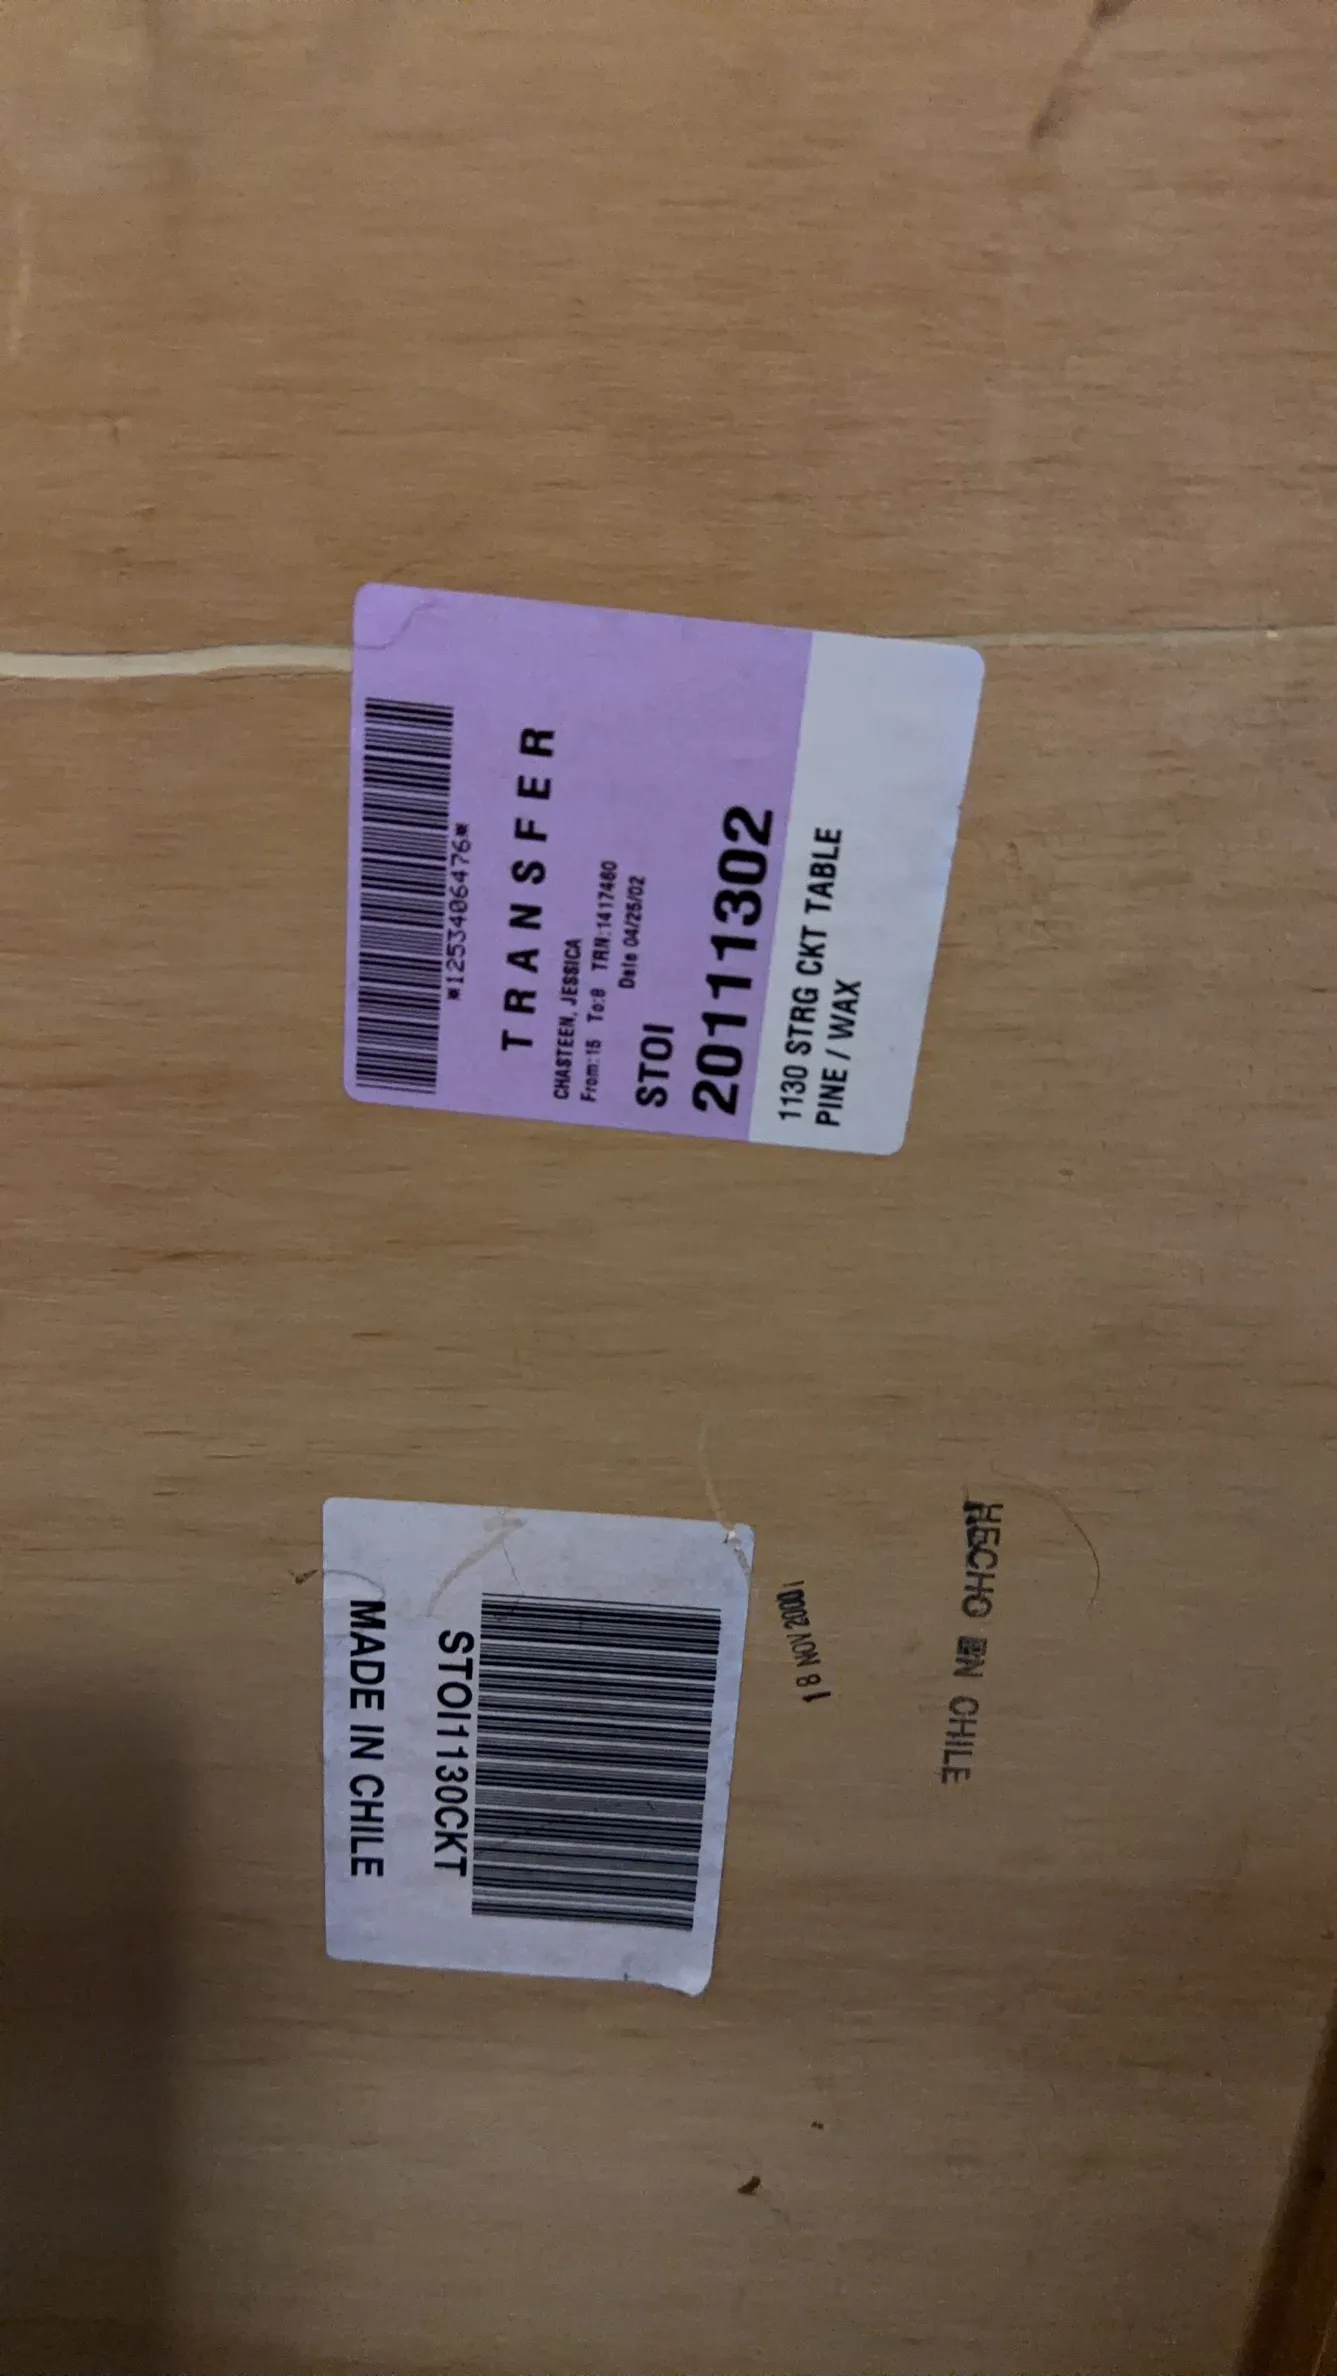 *1253406476*
TRANSFER
CHASTEEN, JESSICA
From:15 To:8 TRN:1417460
Date 04/25/02
STOI
20111302
1130 STRG CKT TABLE
PINE / WAX
STOI1130CKT
MADE IN CHILE
18 NOV 2000
HECHO EN CHILE